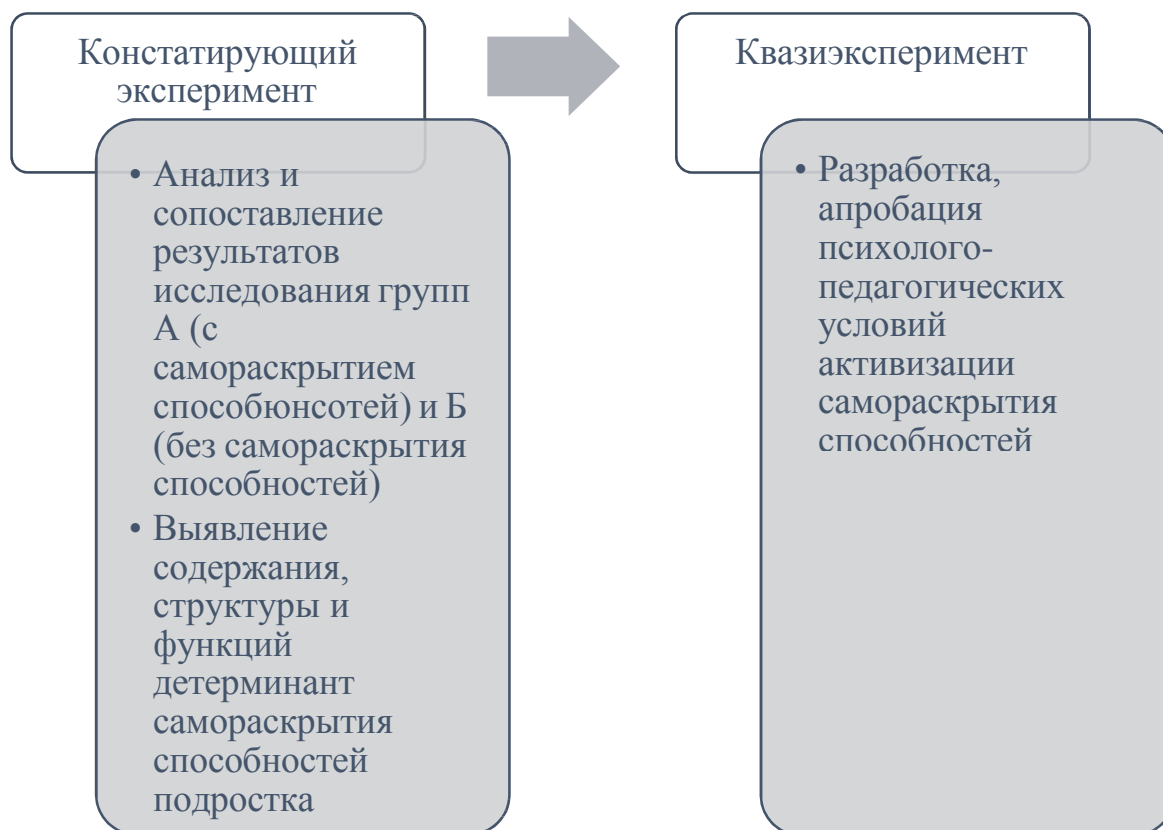 Констатирующий
эксперимент
• Анализ и
сопоставление
результатов
исследования групп
А (с
самораскрытием
способюнсотей) и Б
(без самораскрытия
способностей)
• Выявление
содержания,
структуры и
функций
детерминант
самораскрытия
способностей
подростка
Квазиэксперимент
• Разработка,
апробация
психолого-
педагогических
условий
активизации
самораскрытия
способностей